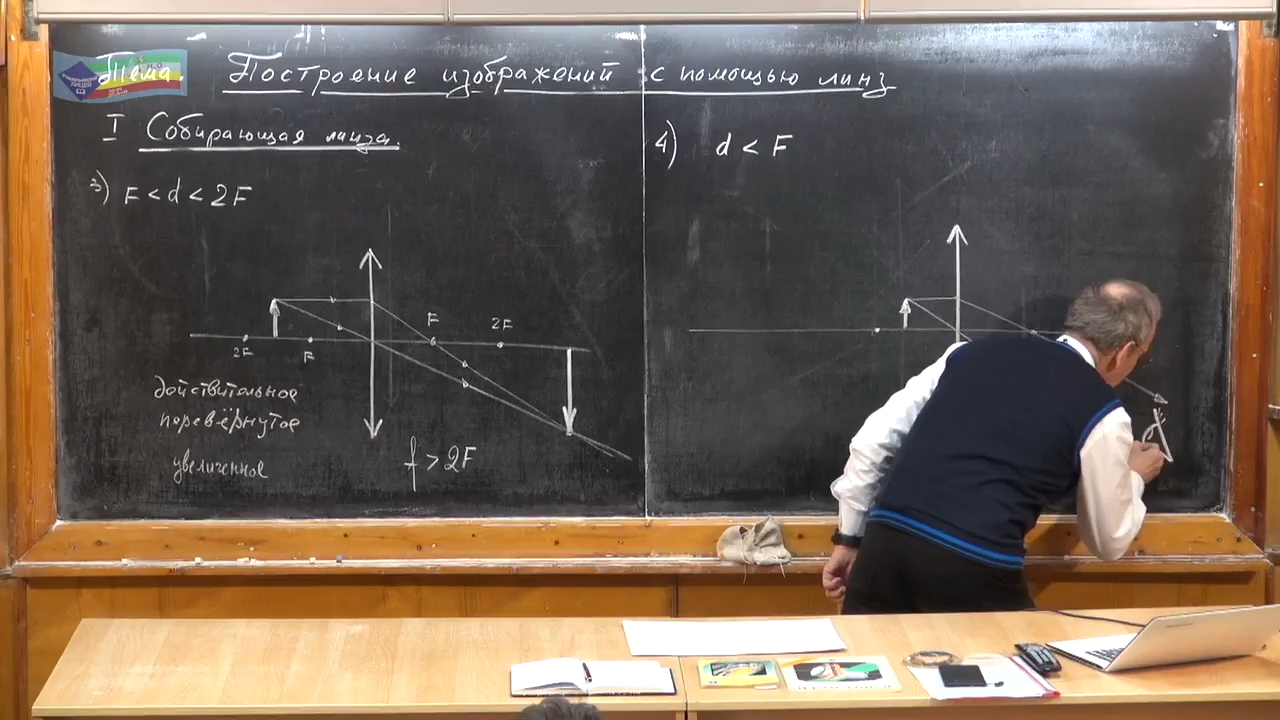 Тема. Построение изображений с помощью линз
I Собирающая линза.
3) F < d < 2F
F
2F
2F
F
действительное
перевёрнутое
увеличенное
f > 2F
4) d < F